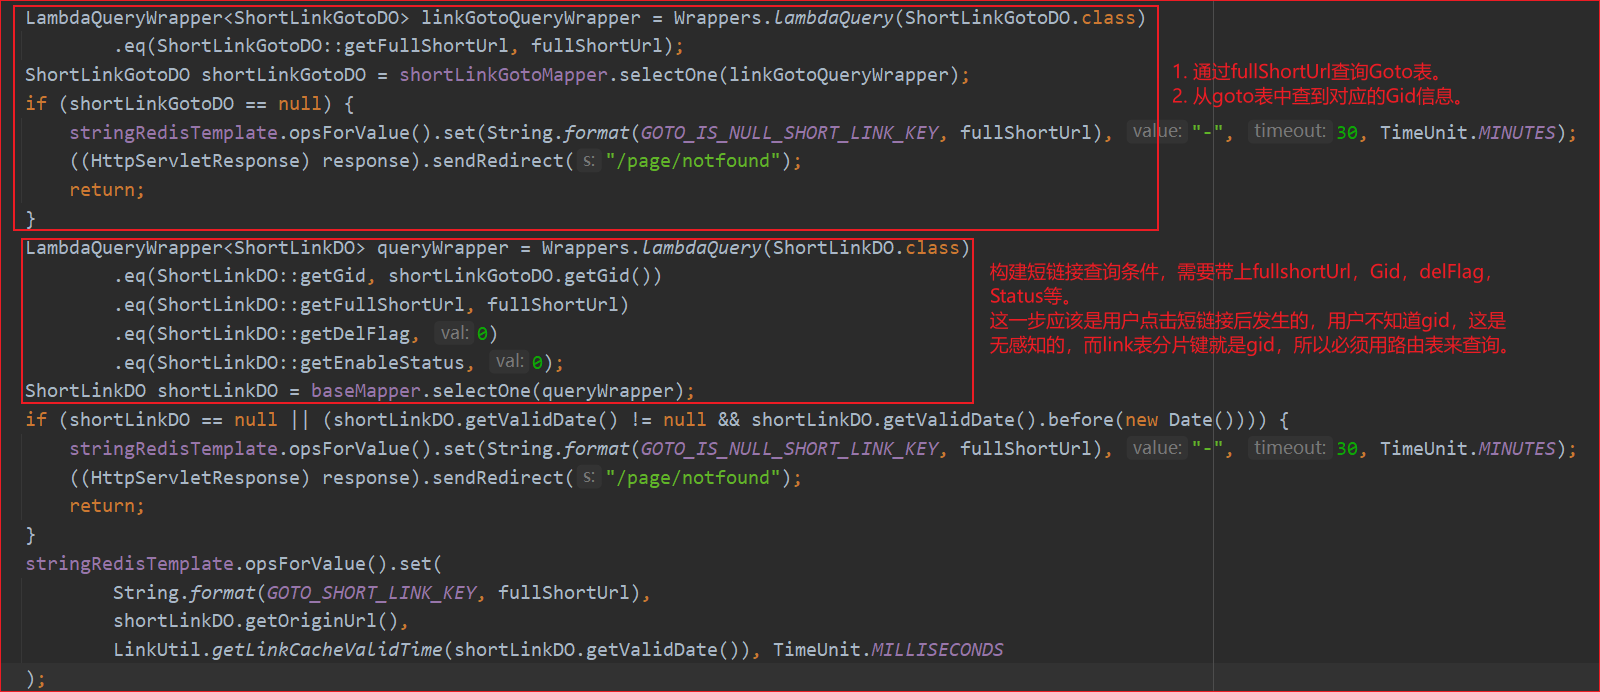 LambdaQueryWrapper<ShortLinkGotoDO> linkGotoQueryWrapper = Wrappers.lambdaQuery(ShortLinkGotoDO.class)
.eq(ShortLinkGotoDO::getFullShortUrl, fullShortUrl);
ShortLinkGotoDO shortLinkGotoDO = shortLinkGotoMapper.selectOne(linkGotoQueryWrapper);
1. 通过fullShortUrl查询Goto表。
2. 从goto表中查到对应的Gid信息。
if (shortLinkGotoDO == null) {
stringRedisTemplate.opsForValue().set(String.format(GOTO_IS_NULL_SHORT_LINK_KEY, fullShortUrl), value: "-", timeout: 30, TimeUnit.MINUTES);
((HttpServletResponse) response).sendRedirect( s: "/page/notfound");
return;
}
LambdaQueryWrapper<ShortLinkDO> queryWrapper = Wrappers.lambdaQuery(ShortLinkDO.class)
.eq(ShortLinkDO::getGid, shortLinkGotoDO.getGid())
.eq(ShortLinkDO::getFullShortUrl, fullShortUrl)
.eq(ShortLinkDO::getDelFlag, val: 0)
.eq(ShortLinkDO::getEnableStatus, val: 0);
ShortLinkDO shortLinkDO = baseMapper.selectOne(queryWrapper);
构建短链接查询条件，需要带上fullshortUrl，Gid，delFlag，
Status等。
这一步应该是用户点击短链接后发生的，用户不知道gid，这是
无感知的，而link表分片键就是gid，所以必须用路由表来查询。
if (shortLinkDO == null || (shortLinkDO.getValidDate() != null && shortLinkDO.getValidDate().before(new Date()))) {
stringRedisTemplate.opsForValue().set(String.format(GOTO_IS_NULL_SHORT_LINK_KEY, fullShortUrl), value: "-", timeout: 30, TimeUnit.MINUTES);
((HttpServletResponse) response).sendRedirect( s: "/page/notfound");
return;
}
stringRedisTemplate.opsForValue().set(
String.format(GOTO_SHORT_LINK_KEY, fullShortUrl),
shortLinkDO.getOriginUrl(),
LinkUtil.getLinkCacheValidTime(shortLinkDO.getValidDate()), TimeUnit.MILLISECONDS
);